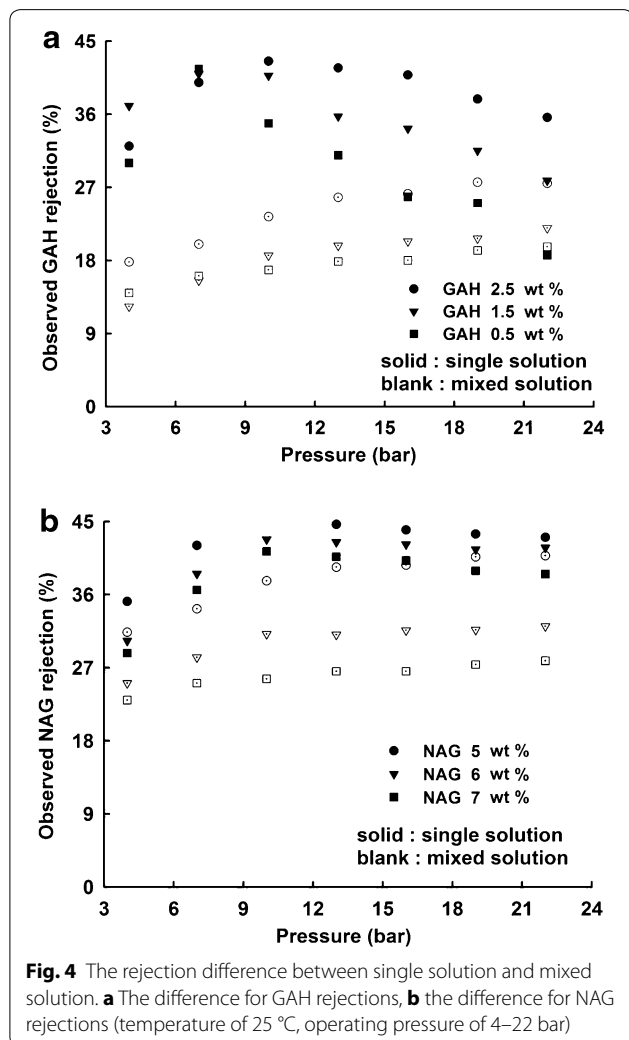 a
45
36
27
18
9
0
Observed GAH rejection (%)
GAH 2.5 wt %
GAH 1.5 wt %
GAH 0.5 wt %
solid : single solution
blank : mixed solution
3 6 9 12 15 18 21 24
Pressure (bar)
b
45
36
27
18
9
0
Observed NAG rejection (%)
NAG 5 wt %
NAG 6 wt %
NAG 7 wt %
solid : single solution
blank : mixed solution
3 6 9 12 15 18 21 24
Pressure (bar)
Fig. 4 The rejection difference between single solution and mixed
solution. a The difference for GAH rejections, b the difference for NAG
rejections (temperature of 25 °C, operating pressure of 4–22 bar)